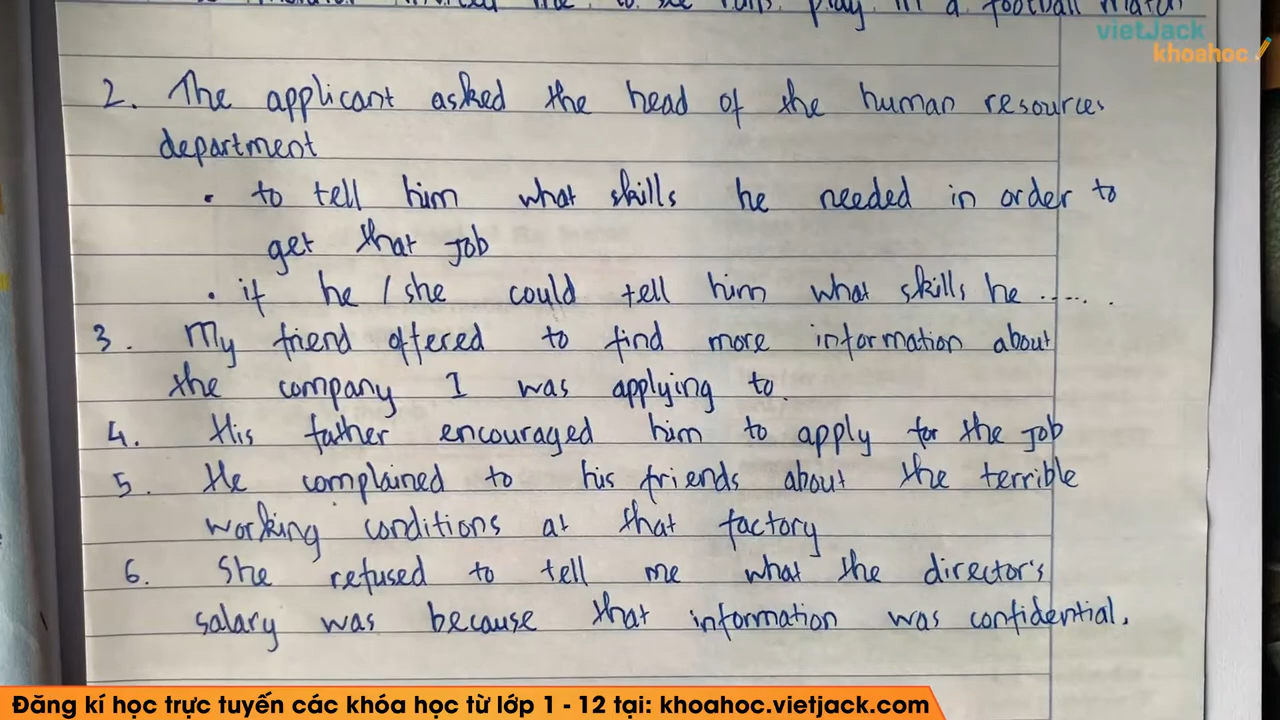 play in a football match
vietJack
khoahoc
2. The applicant asked the head of the human resources
department
• to tell him what skills he needed in order to
get that job
• if he / she could tell him what skills he ......
3. My friend offered to find more information about
the company I was applying to.
4. His father encouraged him to apply for the job
5. He complained to his friends about the terrible
working conditions at that factory
6. She refused to tell me what the director's
salary was because that information was confidential.
Đăng kí học trực tuyến các khóa học từ lớp 1 - 12 tại: khoahoc.vietjack.com